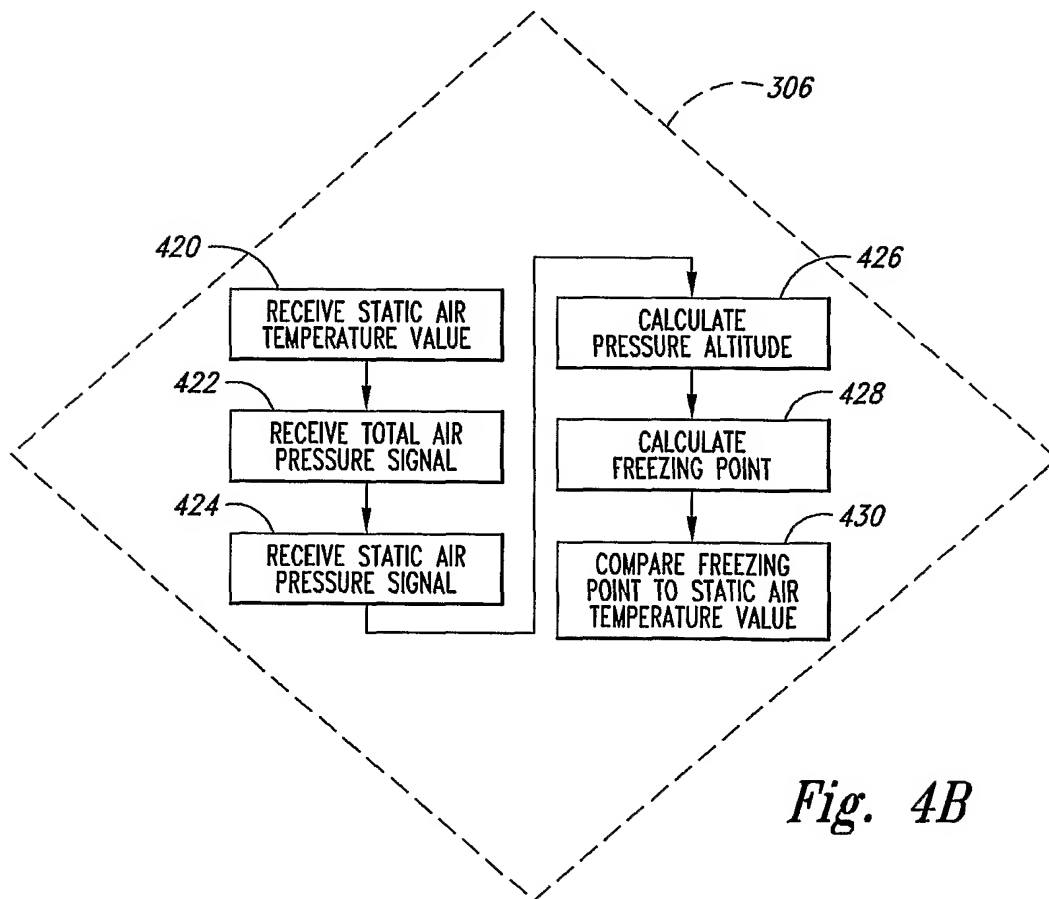 306
420
RECEIVE STATIC AIR
TEMPERATURE VALUE
422
RECEIVE TOTAL AIR
PRESSURE SIGNAL
424
RECEIVE STATIC AIR
PRESSURE SIGNAL
426
CALCULATE
PRESSURE ALTITUDE
428
CALCULATE
FREEZING POINT
430
COMPARE FREEZING
POINT TO STATIC AIR
TEMPERATURE VALUE
Fig. 4B